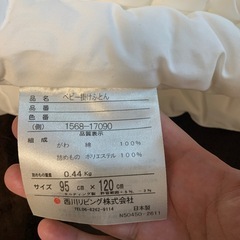 品名 ベビー掛けふとん
品番
色番
(側) 1568-17090
品質表示
組成
がわ 綿 100%
詰めもの ポリエステル 100%
詰めもの重量 0.44 Kg
サイズ 95 cm × 120 cm
西川リビング株式会社
日本製